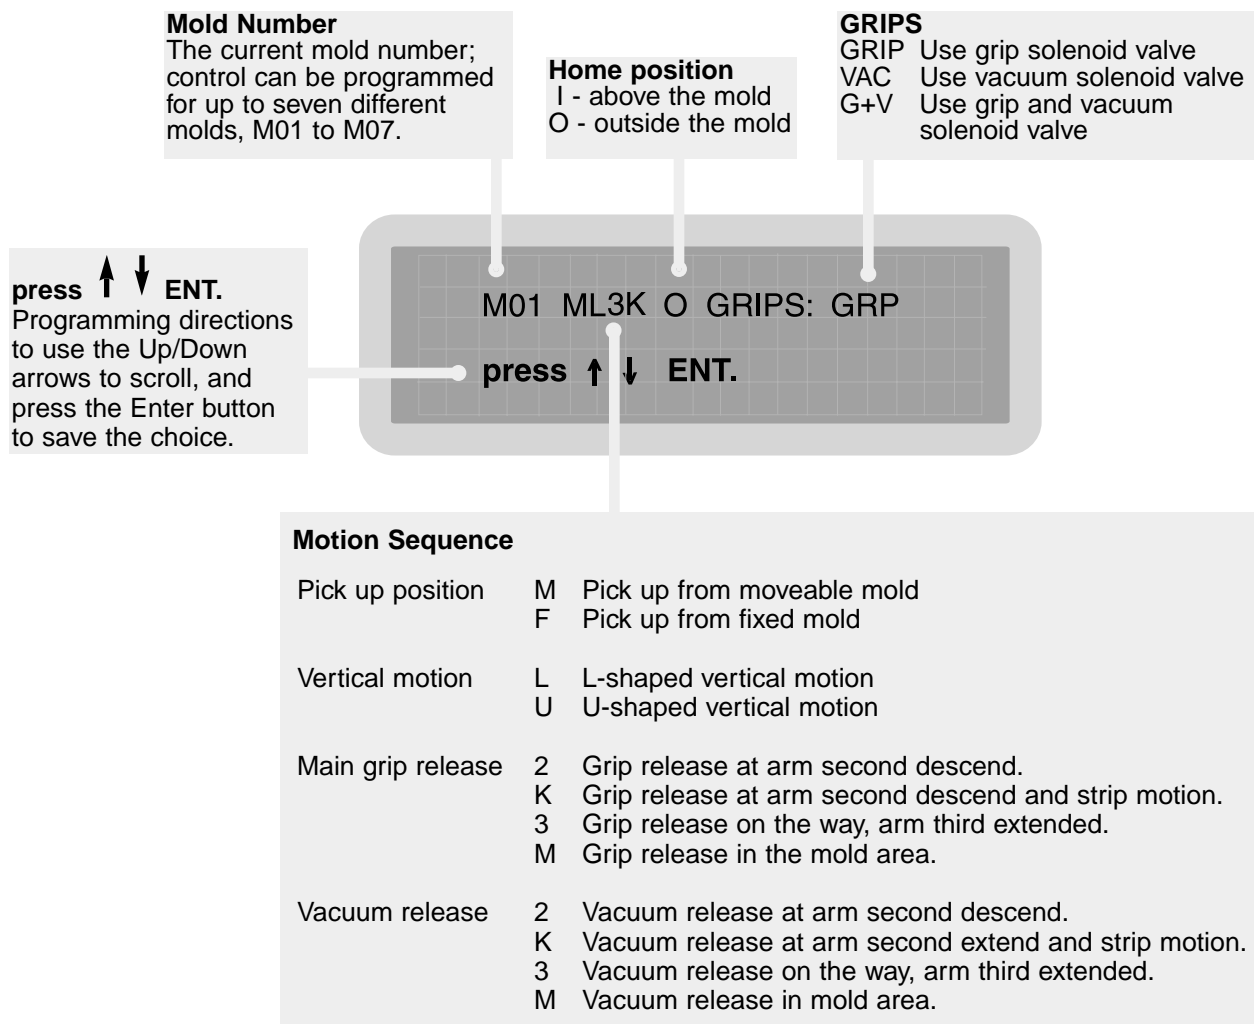 Mold Number
The current mold number;
control can be programmed
for up to seven different
molds, M01 to M07.
Home position
I - above the mold
O - outside the mold
GRIPS
GRIP Use grip solenoid valve
VAC Use vacuum solenoid valve
G+V Use grip and vacuum
solenoid valve
press ↑ ↓ ENT.
Programming directions
to use the Up/Down
arrows to scroll, and
press the Enter button
to save the choice.
M01 ML3K O GRIPS: GRP
press ↑ ↓ ENT.
Motion Sequence
Pick up position M Pick up from moveable mold
F Pick up from fixed mold
Vertical motion L L-shaped vertical motion
U U-shaped vertical motion
Main grip release 2 Grip release at arm second descend.
K Grip release at arm second descend and strip motion.
3 Grip release on the way, arm third extended.
M Grip release in the mold area.
Vacuum release 2 Vacuum release at arm second descend.
K Vacuum release at arm second extend and strip motion.
3 Vacuum release on the way, arm third extended.
M Vacuum release in mold area.